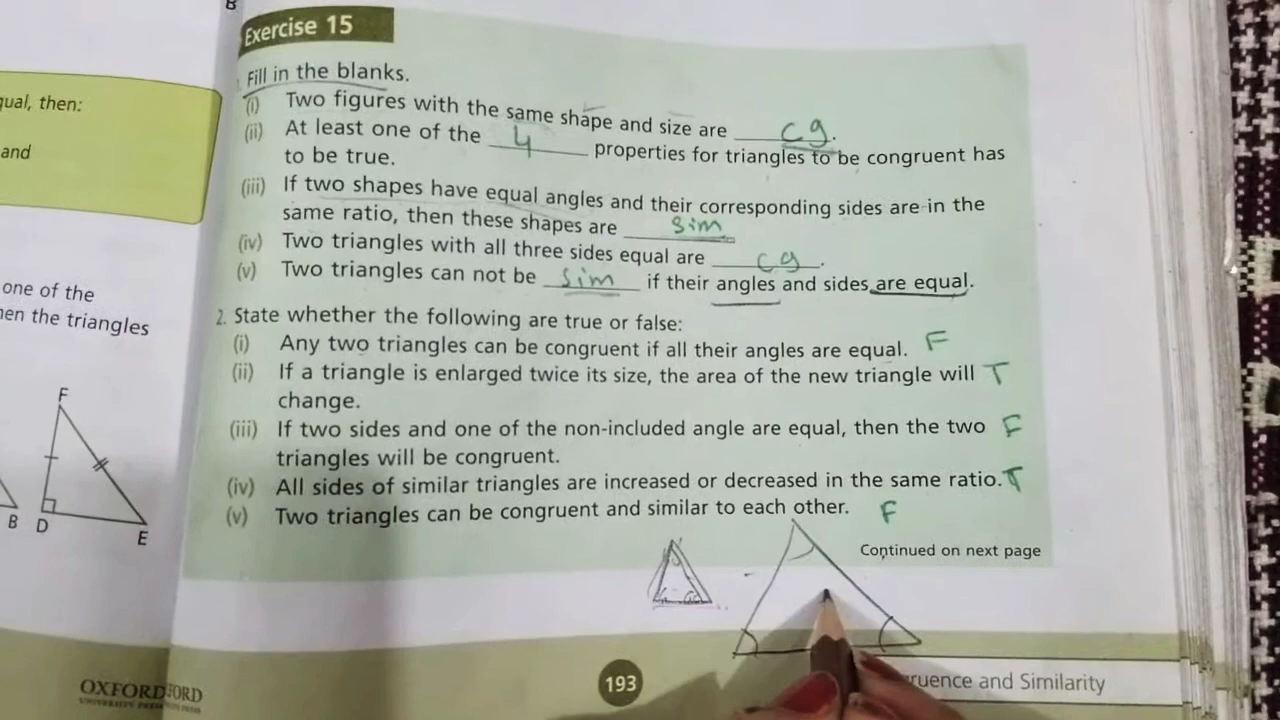 B
Exercise 15
qual, then:
and
one of the
hen the triangles
F
B D
E
Fill in the blanks.
(i) Two figures with the same shape and size are cg.
(ii) At least one of the 4 properties for triangles to be congruent has
to be true.
(iii) If two shapes have equal angles and their corresponding sides are in the
same ratio, then these shapes are sim
(iv) Two triangles with all three sides equal are cg.
(v) Two triangles can not be sim if their angles and sides are equal.
2. State whether the following are true or false:
(i) Any two triangles can be congruent if all their angles are equal. F
(ii) If a triangle is enlarged twice its size, the area of the new triangle will T
change.
(iii) If two sides and one of the non-included angle are equal, then the two F
triangles will be congruent.
(iv) All sides of similar triangles are increased or decreased in the same ratio. T
(v) Two triangles can be congruent and similar to each other. F
Continued on next page
OXFORD FORD
UNIVERSITY PRESS
193
ruence and Similarity